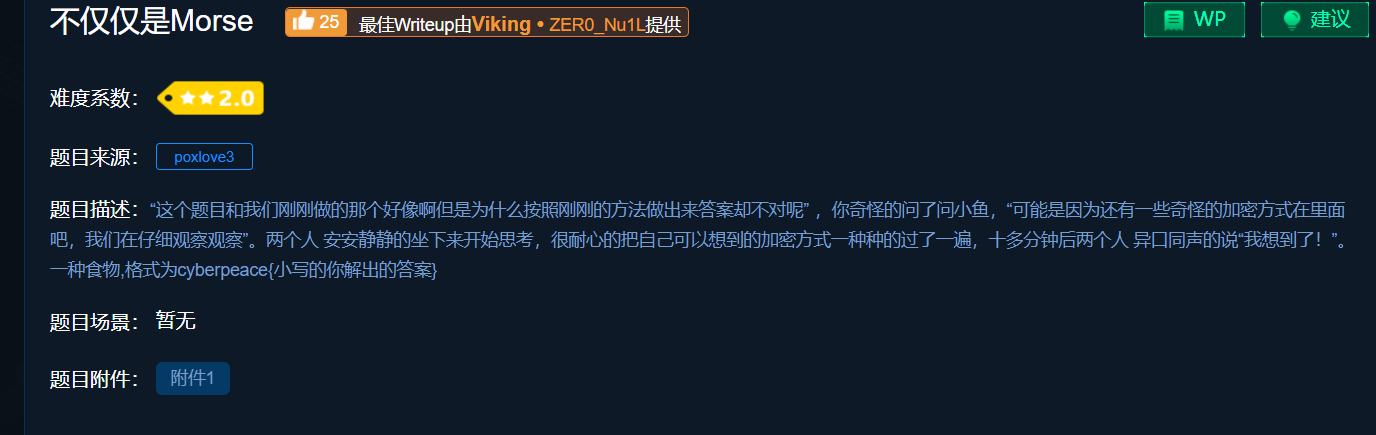 不仅仅是Morse 25 最佳Writeup由Viking • ZER0_Nu1L提供 WP 建议
难度系数： 2.0
题目来源： poxlove3
题目描述：“这个题目和我们刚刚做的那个好像啊但是为什么按照刚刚的方法做出来答案却不对呢” ，你奇怪的问了问小鱼，“可能是因为还有一些奇怪的加密方式在里面
吧，我们在仔细观察观察”。两个人 安安静静的坐下来开始思考，很耐心的把自己可以想到的加密方式一种种的过了一遍，十多分钟后两个人 异口同声的说“我想到了！”。
一种食物,格式为cyberpeace{小写的你解出的答案}
题目场景： 暂无
题目附件： 附件1